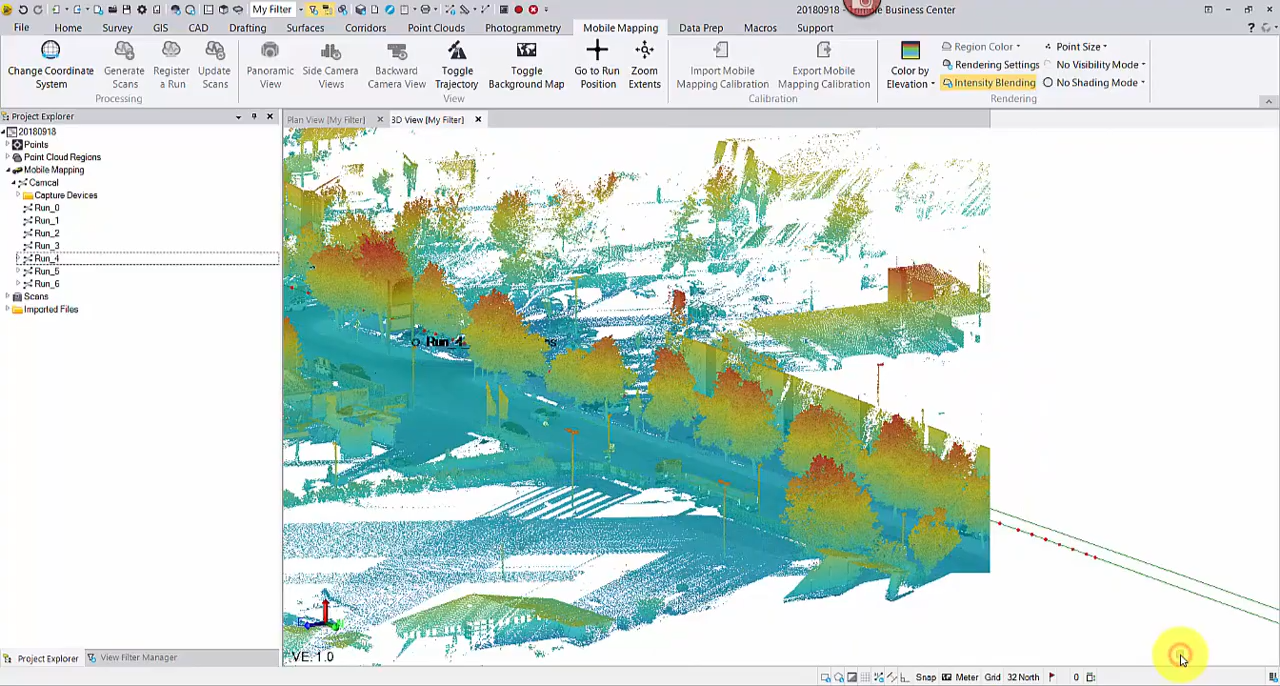 My Filter
20180918 -
e Business Center
File Home Survey GIS CAD Drafting Surfaces Corridors Point Clouds Photogrammetry Mobile Mapping Data Prep Macros Support
Change Coordinate System
Generate Scans
Register a Run
Update Scans
Processing
Panoramic View
Side Camera Views
Backward Camera View
Toggle Trajectory
Toggle Background Map
Go to Run Position
Zoom Extents
View
Import Mobile Mapping Calibration
Export Mobile Mapping Calibration
Calibration
Color by Elevation
Region Color
Rendering Settings
Intensity Blending
Point Size
No Visibility Mode
No Shading Mode
Rendering
Project Explorer
20180918
Points
Point Cloud Regions
Mobile Mapping
Camcal
Capture Devices
Run_0
Run_1
Run_2
Run_3
Run_4
Run_5
Run_6
Scans
Imported Files
Plan View [My Filter]
3D View [My Filter]
Run_4
VE: 1.0
Project Explorer
View Filter Manager
Snap Meter Grid 32 North 0